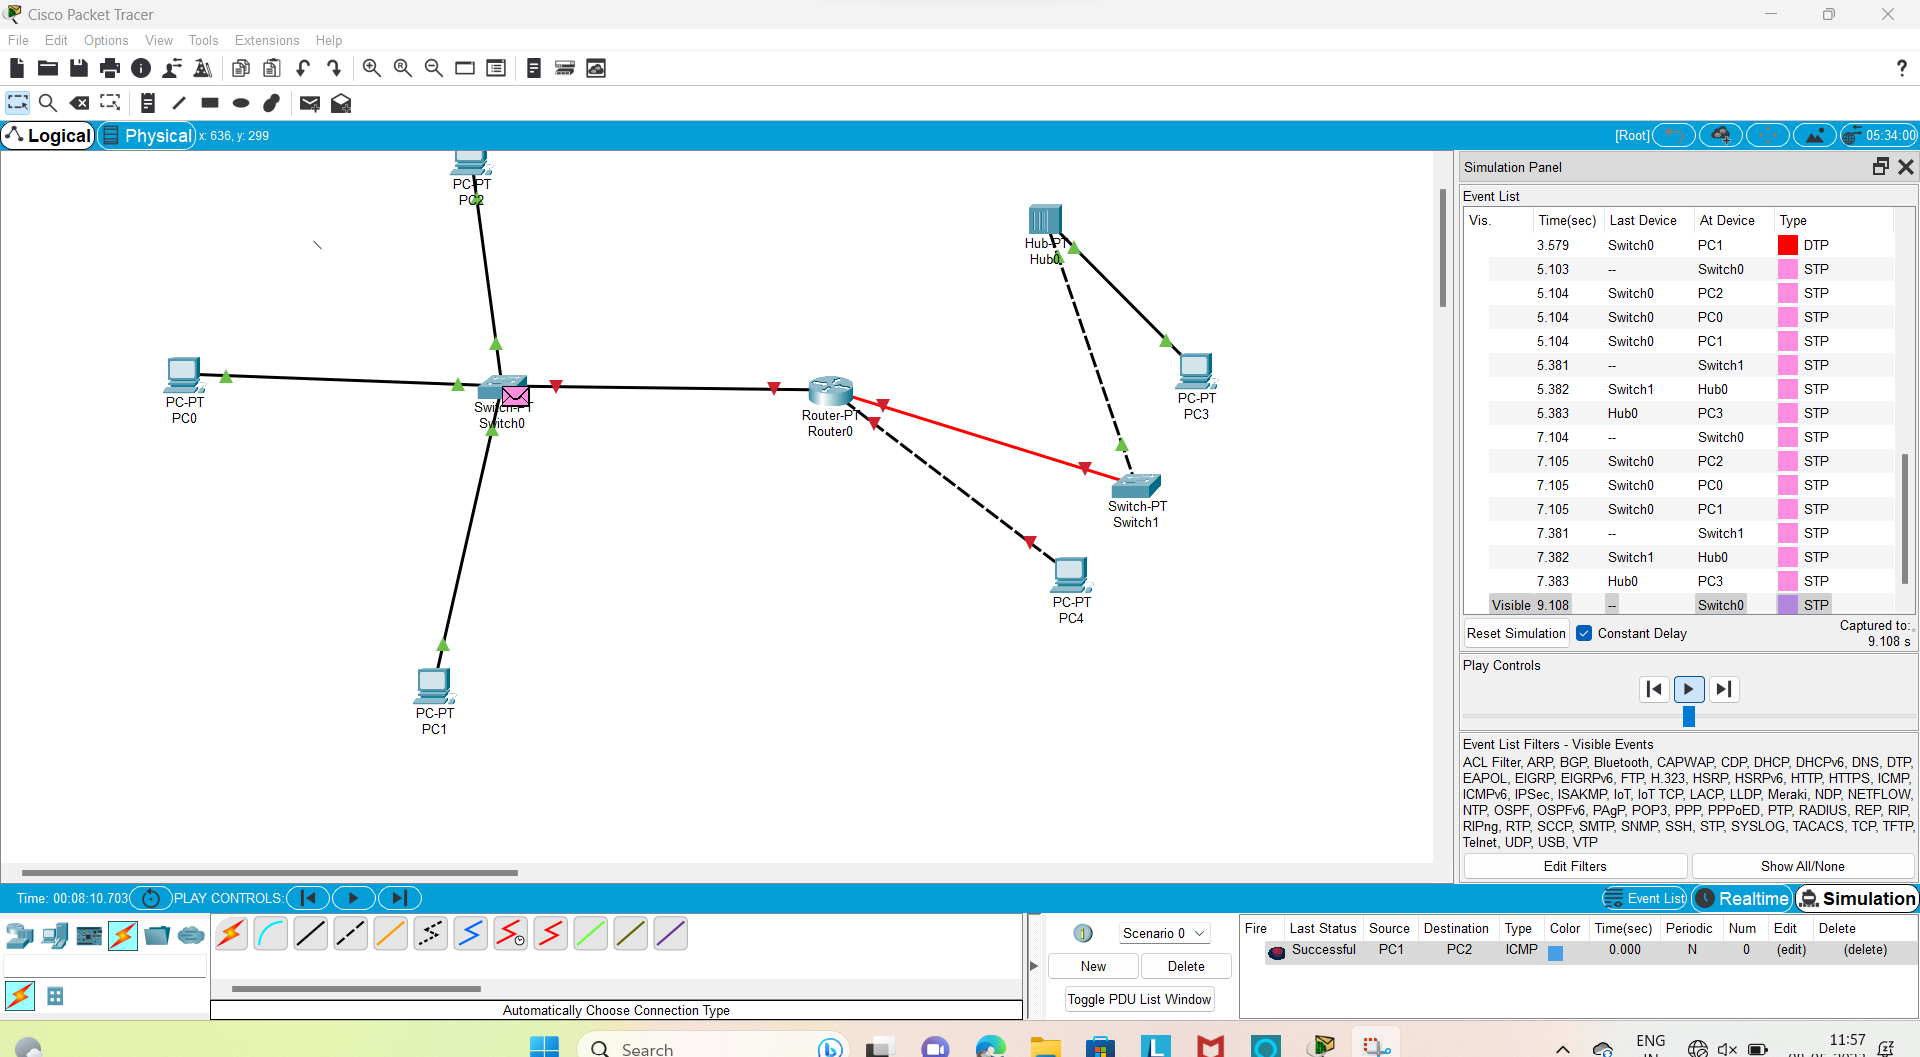 Cisco Packet Tracer
File Edit Options View Tools Extensions Help
?
Logical Physical x: 636, y: 299 [Root] 05:34:00
PC-PT
PC2
PC-PT
PC0
Switch-PT
Switch0
PC-PT
PC1
Router-PT
Router0
Hub-PT
Hub0
PC-PT
PC3
Switch-PT
Switch1
PC-PT
PC4
Simulation Panel
Event List
Vis. Time(sec) Last Device At Device Type
3.579 Switch0 PC1 DTP
5.103 -- Switch0 STP
5.104 Switch0 PC2 STP
5.104 Switch0 PC0 STP
5.104 Switch0 PC1 STP
5.381 -- Switch1 STP
5.382 Switch1 Hub0 STP
5.383 Hub0 PC3 STP
7.104 -- Switch0 STP
7.105 Switch0 PC2 STP
7.105 Switch0 PC0 STP
7.105 Switch0 PC1 STP
7.381 -- Switch1 STP
7.382 Switch1 Hub0 STP
7.383 Hub0 PC3 STP
Visible 9.108 -- Switch0 STP
Reset Simulation Constant Delay Captured to:
9.108 s
Play Controls
Event List Filters - Visible Events
ACL Filter, ARP, BGP, Bluetooth, CAPWAP, CDP, DHCP, DHCPv6, DNS, DTP,
EAPOL, EIGRP, EIGRPv6, FTP, H.323, HSRP, HSRPv6, HTTP, HTTPS, ICMP,
ICMPv6, IPSec, ISAKMP, IoT, IoT TCP, LACP, LLDP, Meraki, NDP, NETFLOW,
NTP, OSPF, OSPFv6, PAgP, POP3, PPP, PPPoED, PTP, RADIUS, REP, RIP,
RIPng, RTP, SCCP, SMTP, SNMP, SSH, STP, SYSLOG, TACACS, TCP, TFTP,
Telnet, UDP, USB, VTP
Edit Filters Show All/None
Time: 00:08:10.703 PLAY CONTROLS: Event List Realtime Simulation
Automatically Choose Connection Type
1 Scenario 0
New Delete
Toggle PDU List Window
Fire Last Status Source Destination Type Color Time(sec) Periodic Num Edit Delete
Successful PC1 PC2 ICMP 0.000 N 0 (edit) (delete)
Search
ENG
11:57